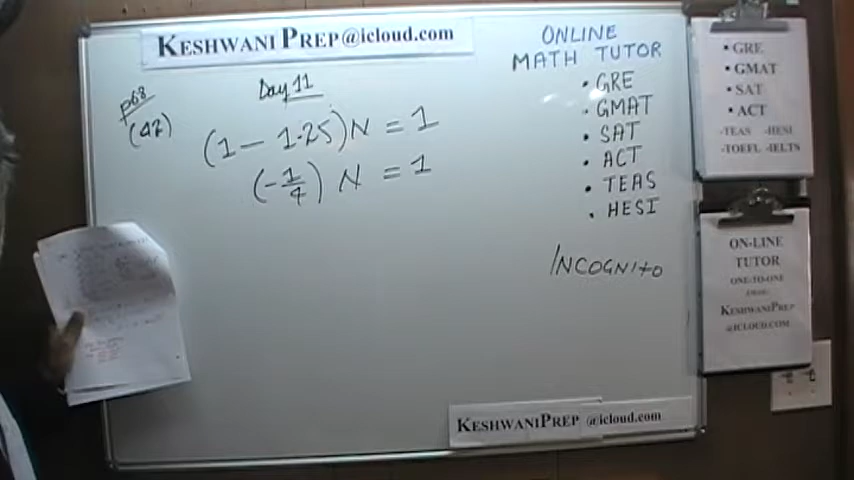 KESHWANI PREP@icloud.com
p68
(42)
Day 11
(1 - 1.25)N = 1
(-1/4) N = 1
ONLINE
MATH TUTOR
• GRE
• GMAT
• SAT
• ACT
• TEAS
• HESI
INCOGNITO
• GRE
• GMAT
• SAT
• ACT
-TEAS -HESI
-TOEFL -IELTS
ON-LINE
TUTOR
ONE-TO-ONE
KESHWANIPREP
@ICLOUD.COM
KESHWANIPREP @icloud.com